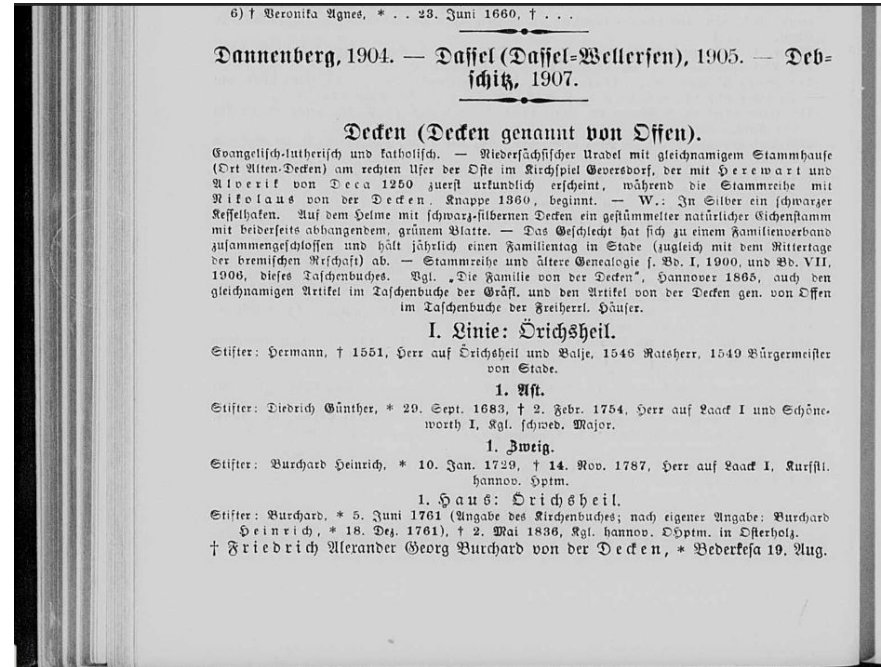 6) † Veronika Agnes, * . . 23. Juni 1660, † . . .
Dannenberg, 1904. — Dassel (Dassel-Wellersen), 1905. — Deb-
schitz, 1907.
Decken (Decken genannt von Offen).
Evangelisch-lutherisch und katholisch. — Niedersächsischer Uradel mit gleichnamigem Stammhause
(Ort Alten-Decken) am rechten Ufer der Oste im Kirchspiel Geversdorf, der mit Herewart und
Alverik von Deca 1250 zuerst urkundlich erscheint, während die Stammreihe mit
Nikolaus von der Decken, Knappe 1360, beginnt. — W.: In Silber ein schwarzer
Kesselhaken. Auf dem Helme mit schwarz-silbernen Decken ein gestümmelter natürlicher Eichenstamm
mit beiderseits abhangendem, grünem Blatte. — Das Geschlecht hat sich zu einem Familienverband
zusammengeschlossen und hält jährlich einen Familientag in Stade (zugleich mit dem Rittertage
der bremischen Rrschaft) ab. — Stammreihe und ältere Genealogie s. Bd. I, 1900, und Bd. VII,
1906, dieses Taschenbuches. Vgl. „Die Familie von der Decken", Hannover 1865, auch den
gleichnamigen Artikel im Taschenbuche der Gräfl. und den Artikel von der Decken gen. von Offen
im Taschenbuche der Freiherrl. Häuser.
I. Linie: Örichsheil.
Stifter: Hermann, † 1551, Herr auf Örichsheil und Balje, 1546 Ratsherr, 1549 Bürgermeister
von Stade.
1. Ast.
Stifter: Diedrich Günther, * 29. Sept. 1683, † 2. Febr. 1754, Herr auf Laack I und Schöne-
worth I, Kgl. schwed. Major.
1. Zweig.
Stifter: Burchard Heinrich, * 10. Jan. 1729, † 14. Nov. 1787, Herr auf Laack I, Kurfstl.
hannov. Hptm.
1. Haus: Örichsheil.
Stifter: Burchard, * 5. Juni 1761 (Angabe des Kirchenbuches; nach eigener Angabe: Burchard
Heinrich, * 18. Dez. 1761), † 2. Mai 1836, Kgl. hannov. OHptm. in Osterholz.
† Friedrich Alexander Georg Burchard von der Decken, * Bederkesa 19. Aug.